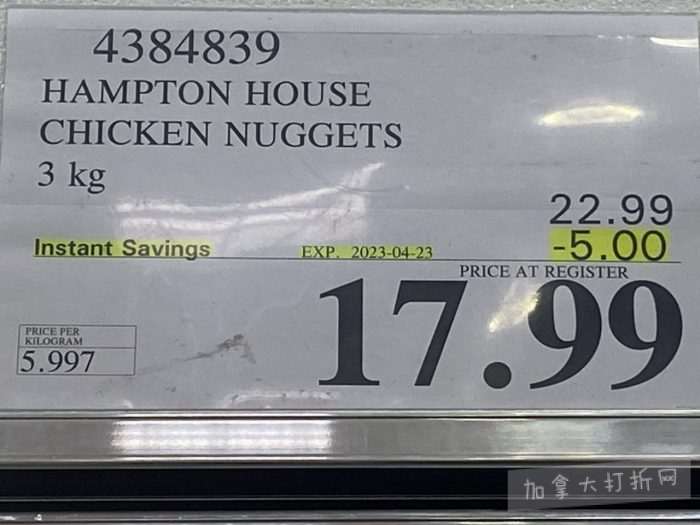 4384839
HAMPTON HOUSE
CHICKEN NUGGETS
3 kg
22.99
Instant Savings EXP. 2023-04-23 -5.00
PRICE AT REGISTER
17.99
PRICE PER
KILOGRAM
5.997
加拿大打折网